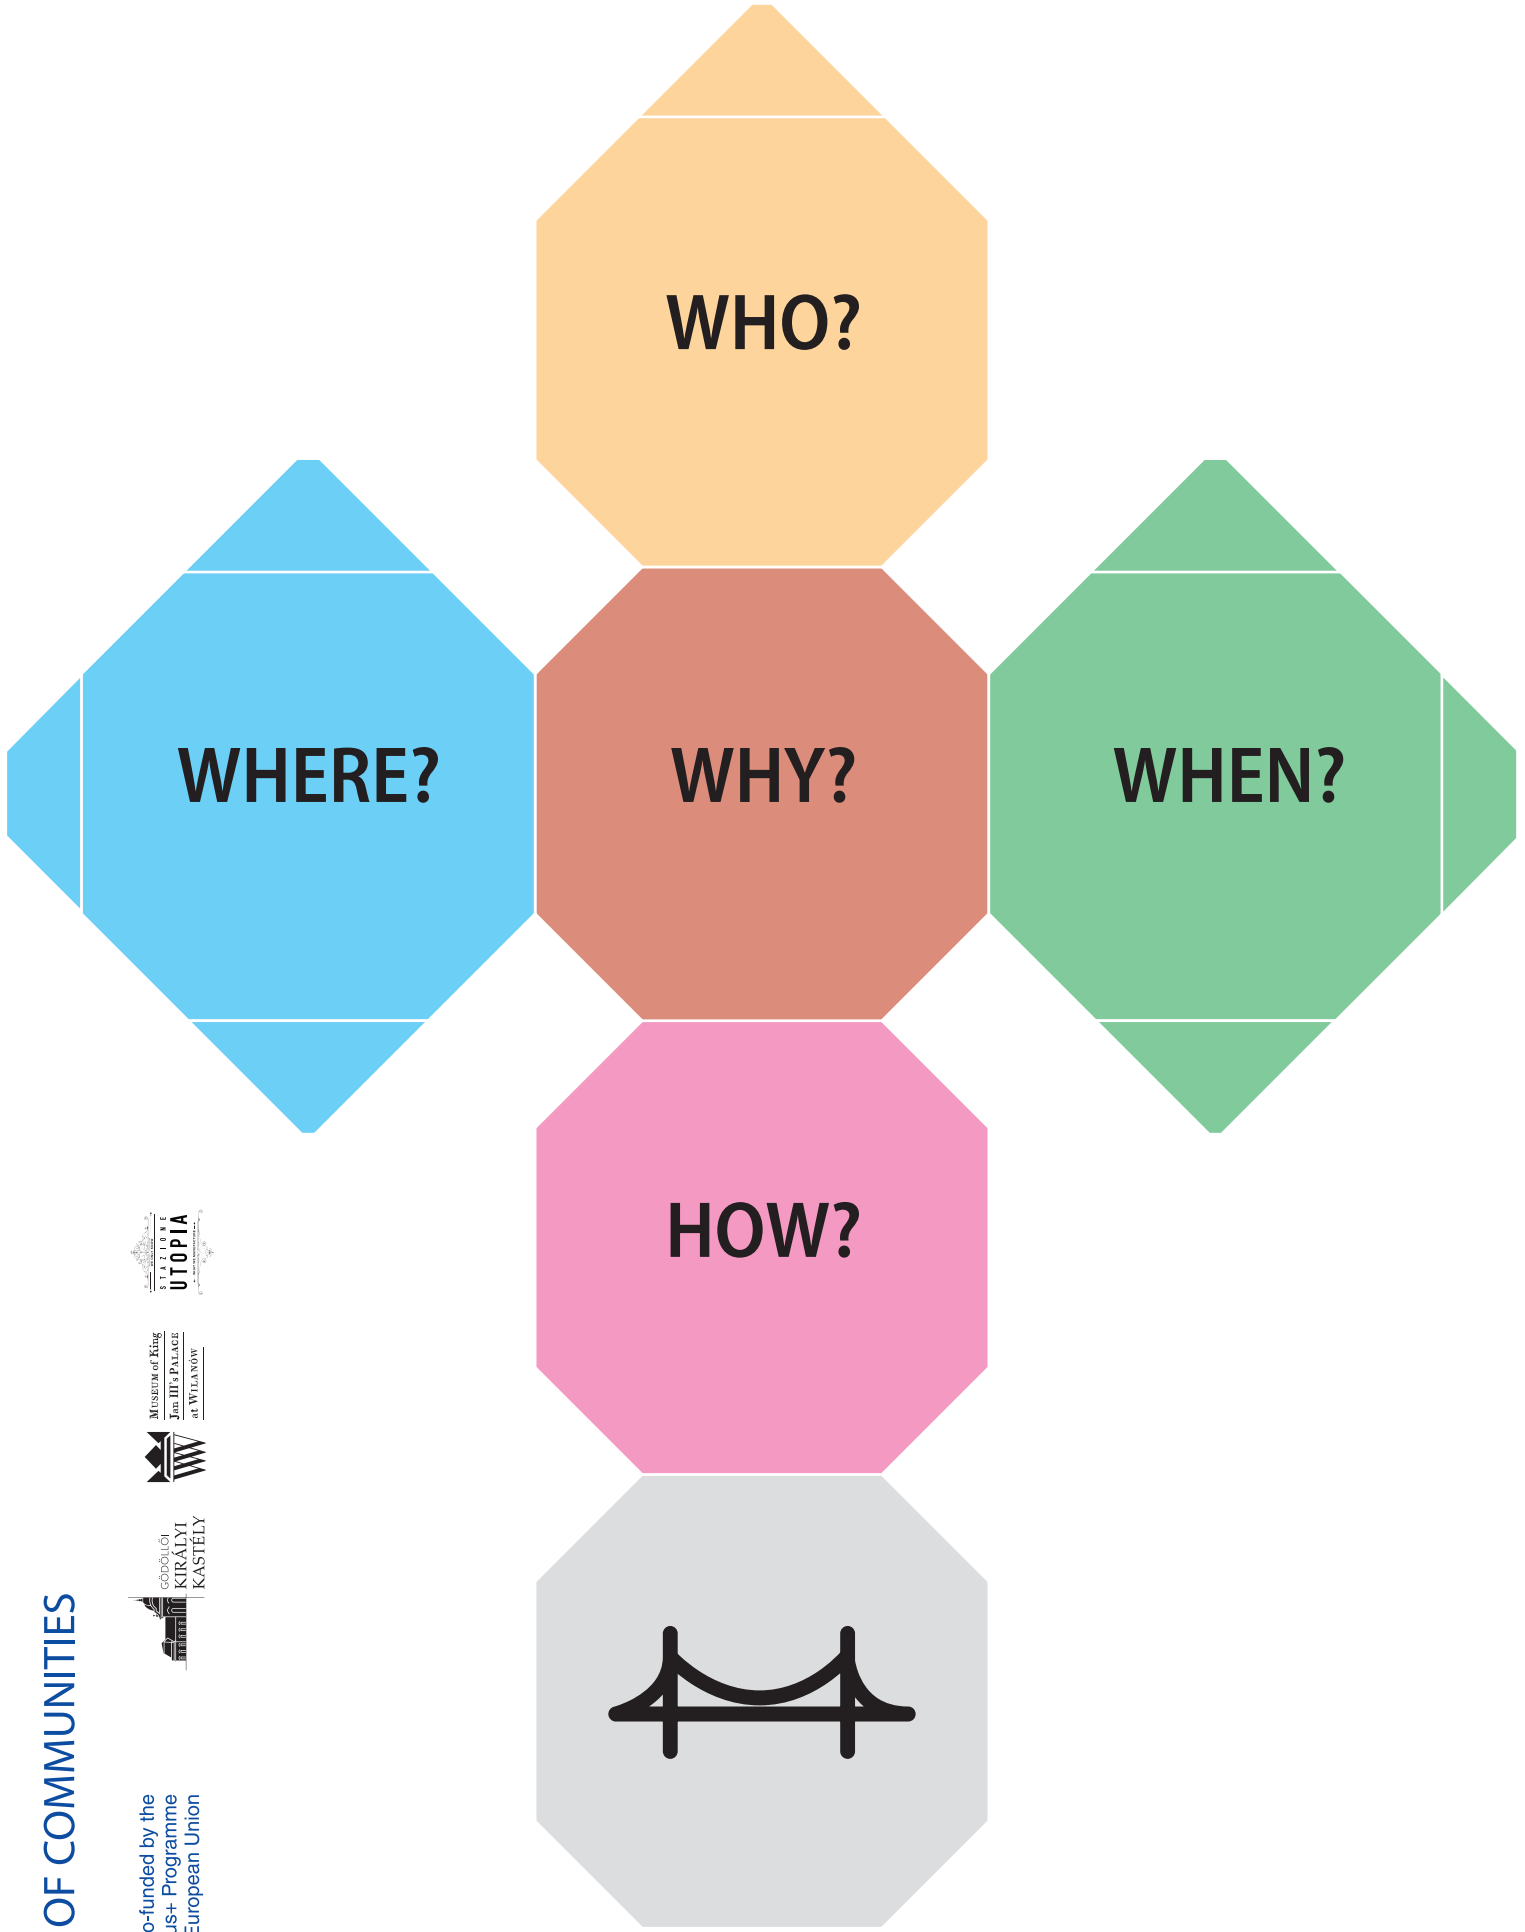 WHO?
WHERE?
WHY?
WHEN?
HOW?
STAZIONE
UTOPIA
MUSEUM of King
Jan III's PALACE
at WILANÓW
GÖDÖLLŐI
KIRÁLYI
KASTÉLY
OF COMMUNITIES
o-funded by the
us+ Programme
European Union